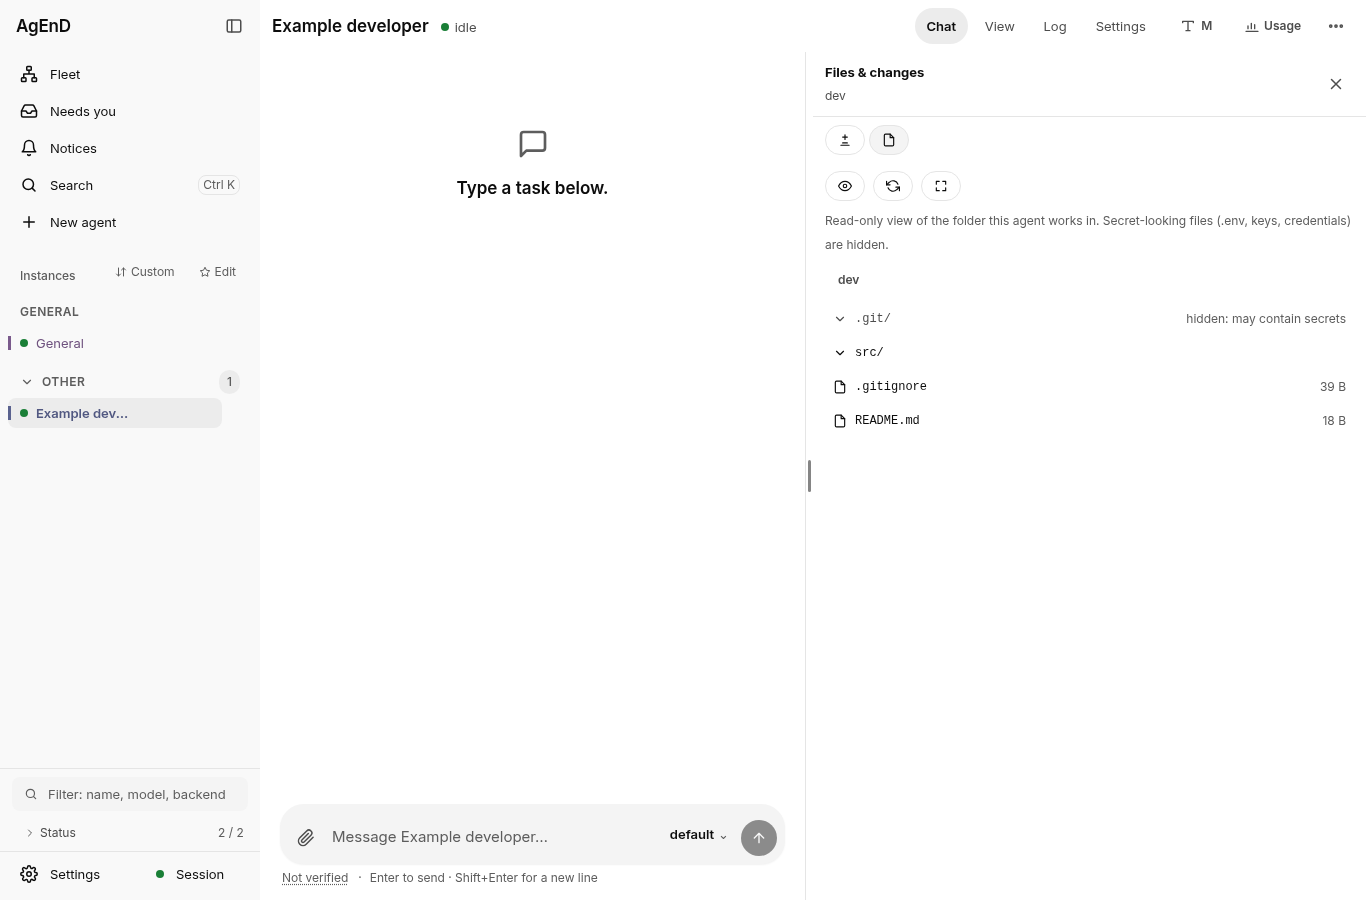 AgEnD
Fleet
Needs you
Notices
Search
Ctrl K
New agent
Instances
Custom
Edit
GENERAL
General
OTHER
1
Example dev...
Filter: name, model, backend
Status
2 / 2
Settings
Session
Example developer
idle
Chat
View
Log
Settings
M
Usage
Type a task below.
Message Example developer...
default
Not verified · Enter to send · Shift+Enter for a new line
Files & changes
dev
Read-only view of the folder this agent works in. Secret-looking files (.env, keys, credentials)
are hidden.
dev
.git/
hidden: may contain secrets
src/
.gitignore
39 B
README.md
18 B